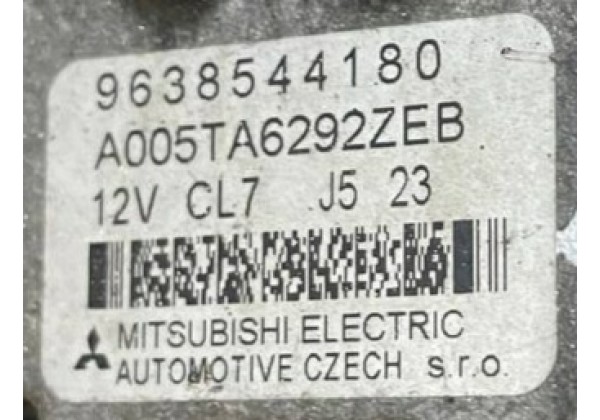 9638544180
A005TA6292ZEB
12V CL7 J5 23
MITSUBISHI ELECTRIC
AUTOMOTIVE CZECH s.r.o.